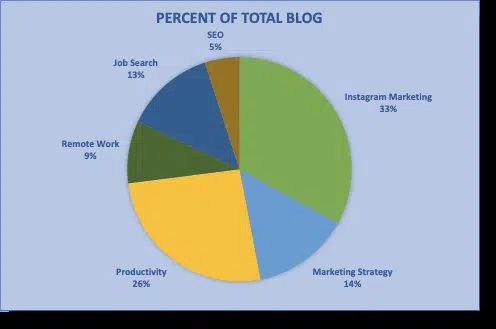 PERCENT OF TOTAL BLOG
SEO
5%
Job Search
13%
Instagram Marketing
33%
Remote Work
9%
Productivity
26%
Marketing Strategy
14%